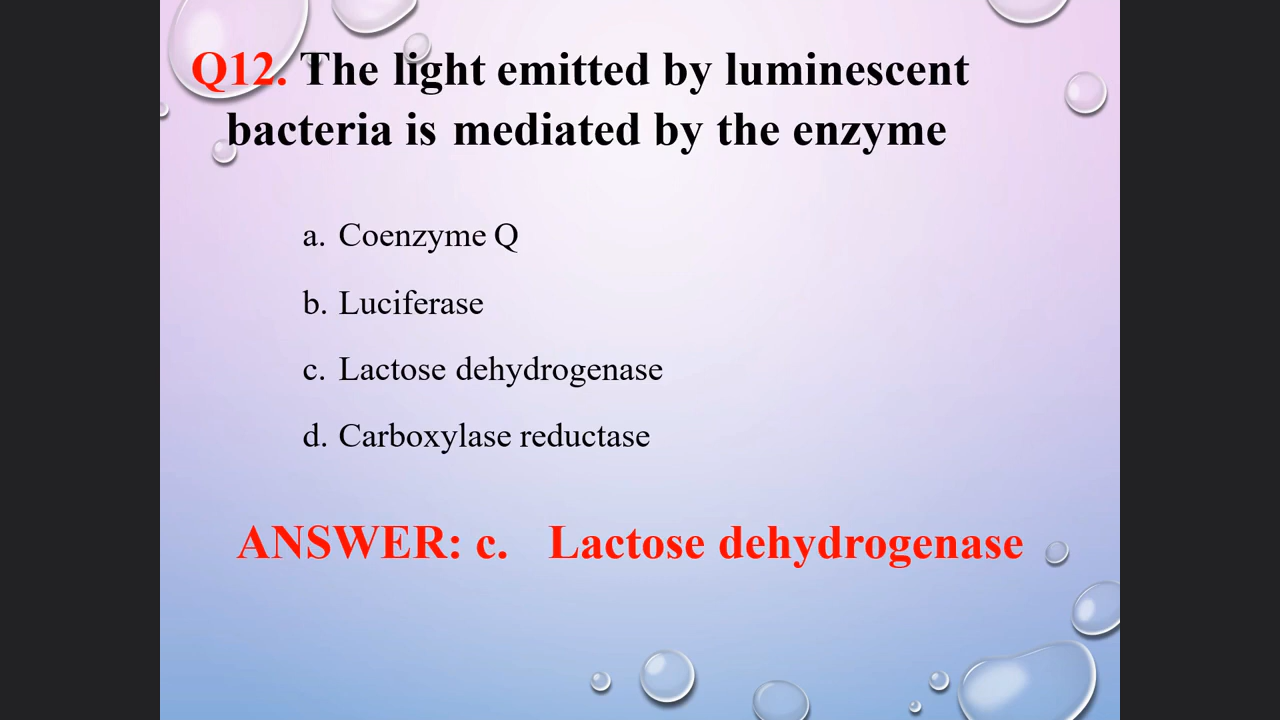 Q12. The light emitted by luminescent
bacteria is mediated by the enzyme
a. Coenzyme Q
b. Luciferase
c. Lactose dehydrogenase
d. Carboxylase reductase
ANSWER: c. Lactose dehydrogenase